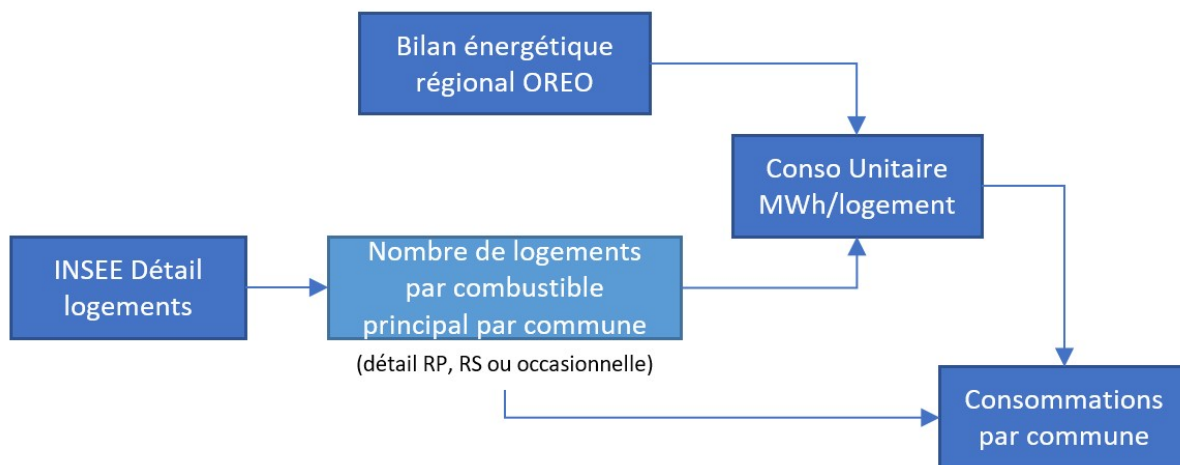 Bilan énergétique
régional OREO
Conso Unitaire
MWh/logement
INSEE Détail
logements
Nombre de logements
par combustible
principal par commune
(détail RP, RS ou occasionnelle)
Consommations
par commune